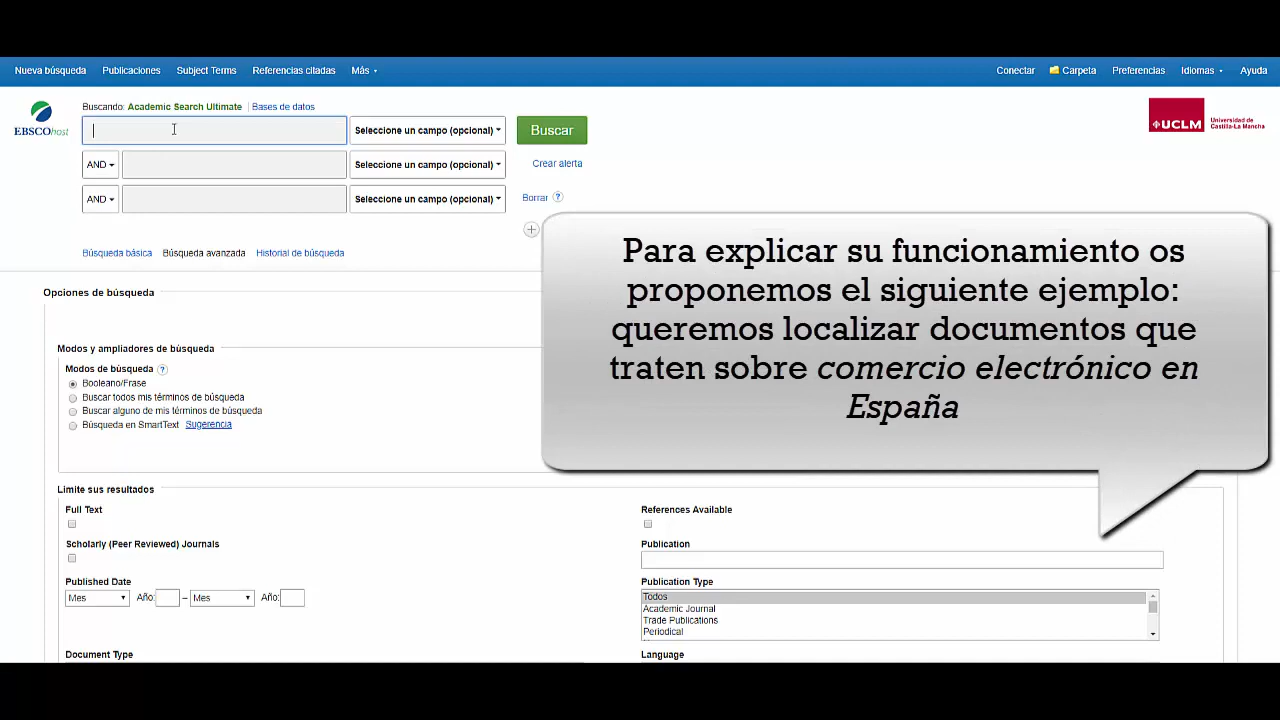 Nueva búsqueda Publicaciones Subject Terms Referencias citadas Más Conectar Carpeta Preferencias Idiomas Ayuda
Buscando: Academic Search Ultimate | Bases de datos
EBSCOhost
Seleccione un campo (opcional) Buscar
UCLM Universidad de Castilla-La Mancha
AND Seleccione un campo (opcional) Crear alerta
AND Seleccione un campo (opcional) Borrar ?
Búsqueda básica Búsqueda avanzada Historial de búsqueda
Para explicar su funcionamiento os
proponemos el siguiente ejemplo:
queremos localizar documentos que
traten sobre comercio electrónico en
España
Opciones de búsqueda
Modos y ampliadores de búsqueda
Modos de búsqueda ?
Booleano/Frase
Buscar todos mis términos de búsqueda
Buscar alguno de mis términos de búsqueda
Búsqueda en SmartText Sugerencia
Limite sus resultados
Full Text
References Available
Scholarly (Peer Reviewed) Journals
Publication
Published Date
Mes Año: – Mes Año:
Publication Type
Todos
Academic Journal
Trade Publications
Periodical
Document Type
Language